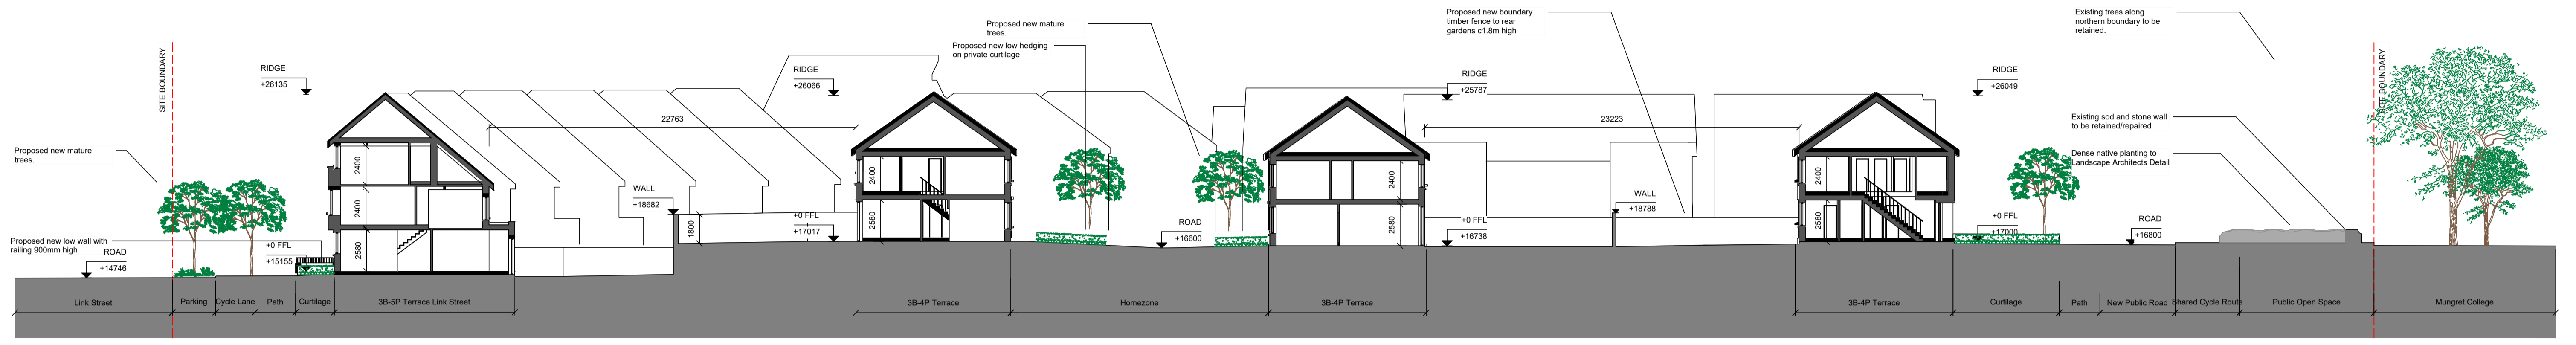 SITE BOUNDARY
Proposed new mature
trees.
Proposed new low wall with
railing 900mm high
ROAD
+14746
RIDGE
+26135
+0 FFL
+15155
2400
2400
2580
22763
WALL
+18682
1800
RIDGE
+26066
+0 FFL
+17017
2400
2580
Proposed new mature
trees.
Proposed new low hedging
on private curtilage
ROAD
+16600
2400
2580
RIDGE
+25787
+0 FFL
+16738
Proposed new boundary
timber fence to rear
gardens c1.8m high
23223
WALL
+18788
2400
2580
RIDGE
+26049
+0 FFL
+17000
ROAD
+16800
Existing trees along
northern boundary to be
retained.
Existing sod and stone wall
to be retained/repaired
Dense native planting to
Landscape Architects Detail
SITE BOUNDARY
Link Street
Parking
Cycle Lane
Path
Curtilage
3B-5P Terrace Link Street
3B-4P Terrace
Homezone
3B-4P Terrace
3B-4P Terrace
Curtilage
Path
New Public Road
Shared Cycle Route
Public Open Space
Mungret College